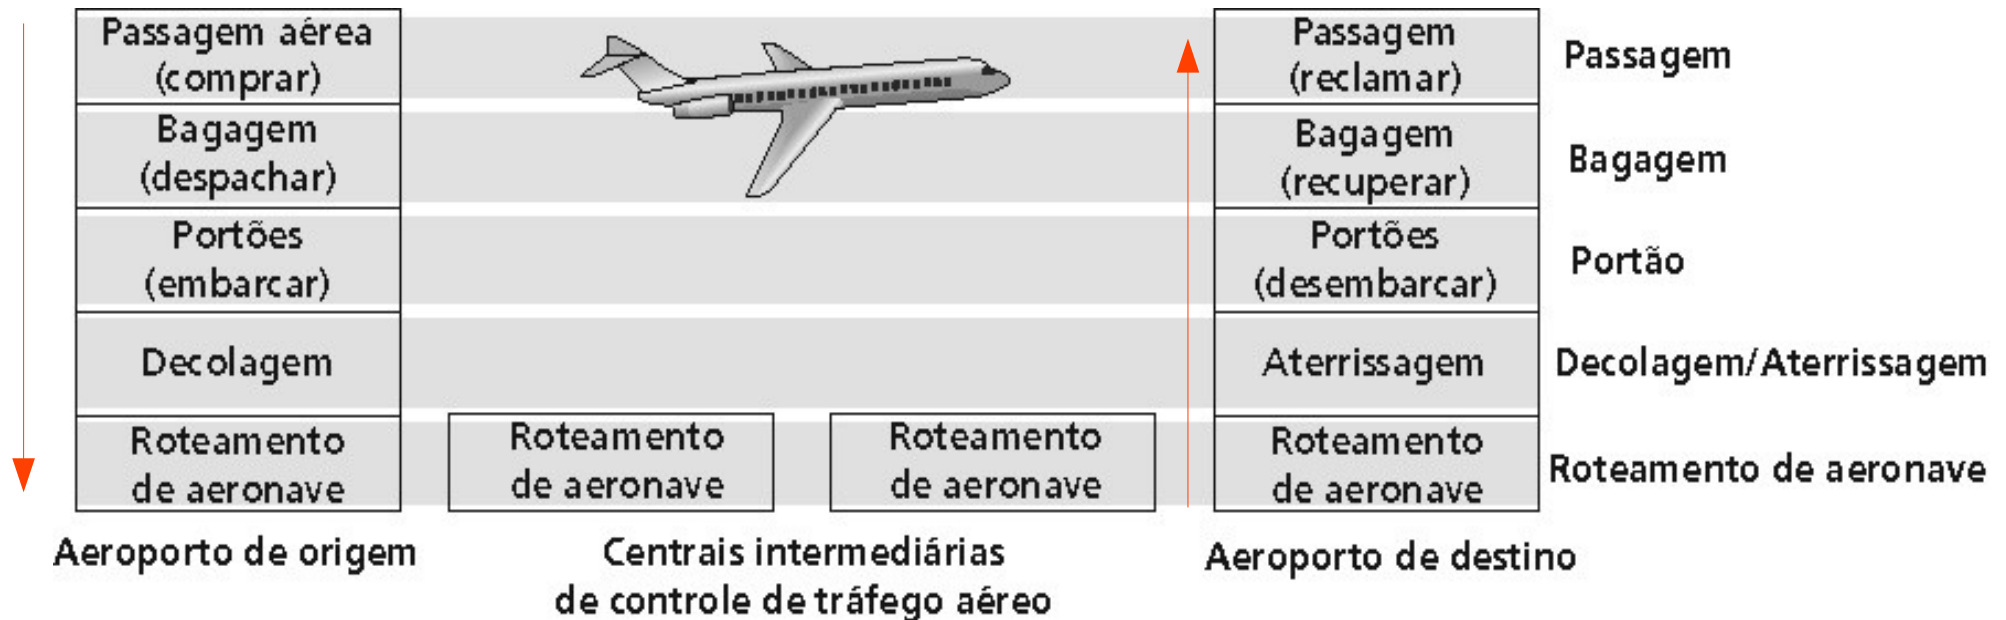 Passagem aérea
(comprar)
Bagagem
(despachar)
Portões
(embarcar)
Decolagem
Roteamento
de aeronave
Aeroporto de origem
Roteamento
de aeronave
Roteamento
de aeronave
Centrais intermediárias
de controle de tráfego aéreo
Passagem
(reclamar)
Bagagem
(recuperar)
Portões
(desembarcar)
Aterrissagem
Roteamento
de aeronave
Aeroporto de destino
Passagem
Bagagem
Portão
Decolagem/Aterrissagem
Roteamento de aeronave